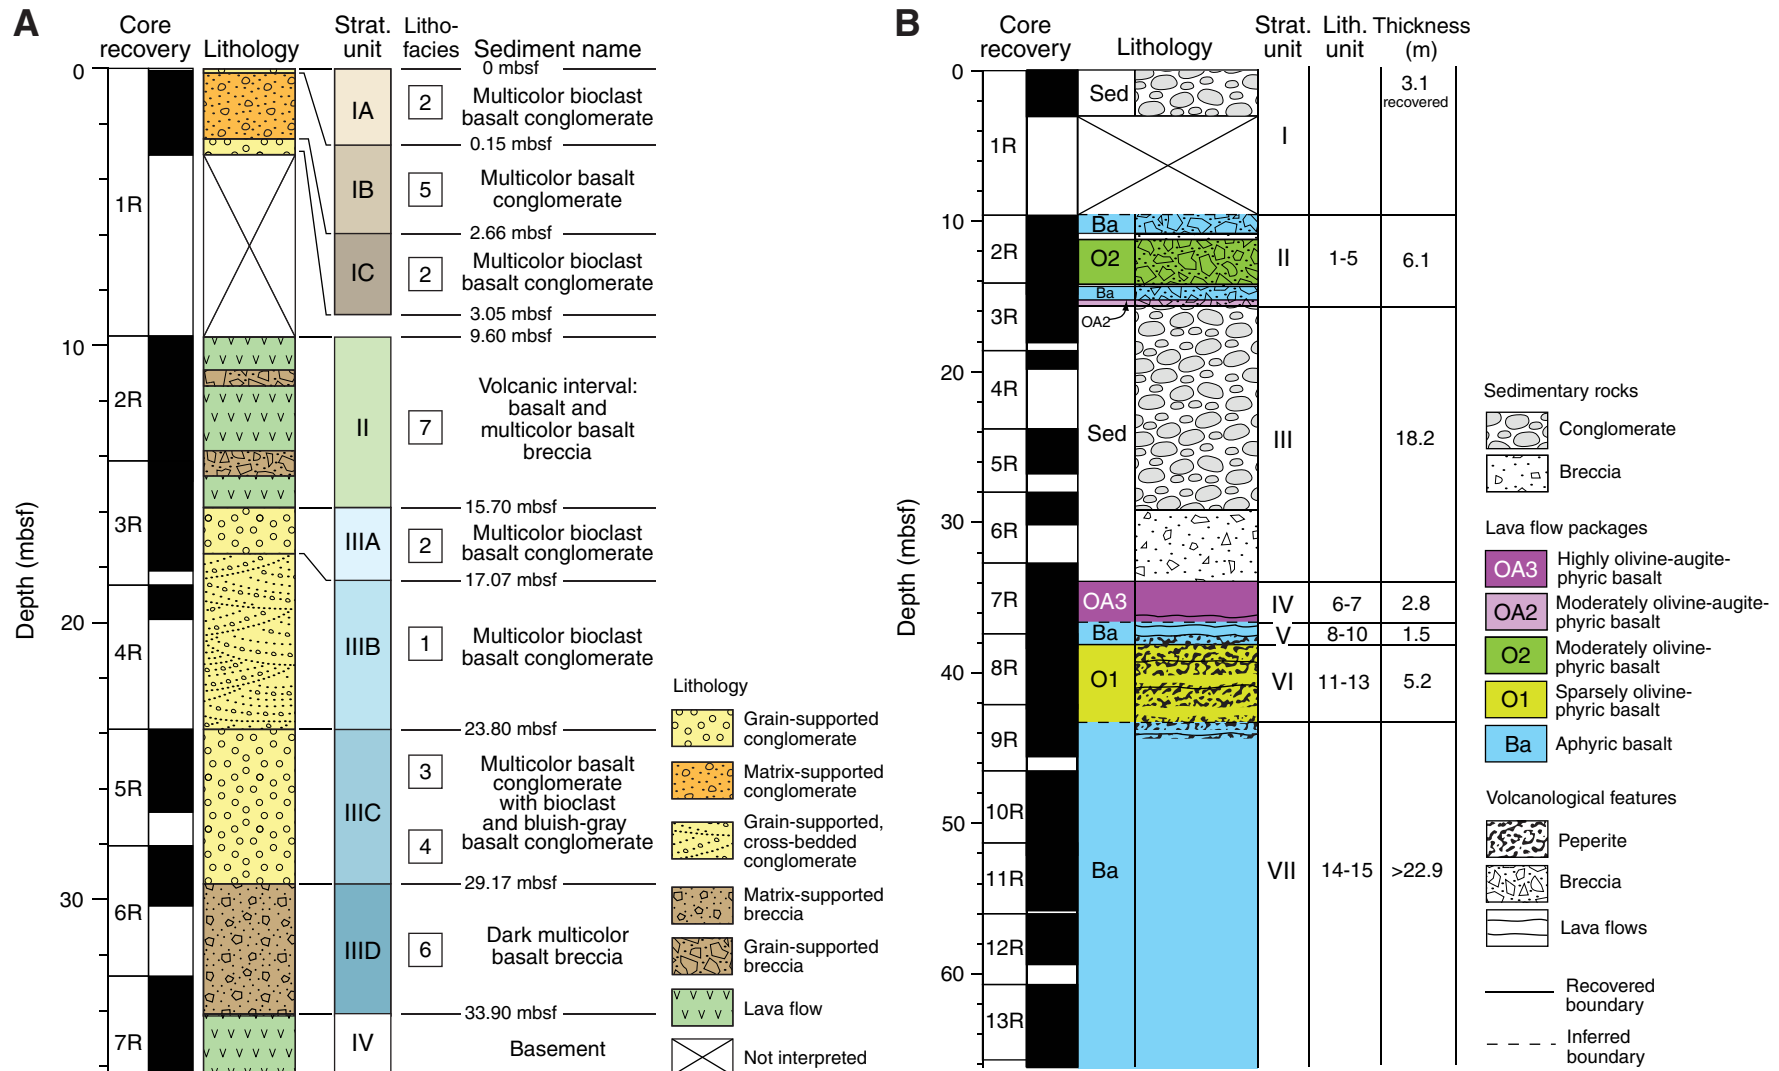 A
Core recovery
Lithology
Strat. unit
Litho-facies
Sediment name
Depth (mbsf)
0
10
20
30
1R
2R
3R
4R
5R
6R
7R
0 mbsf
IA
2
Multicolor bioclast
basalt conglomerate
0.15 mbsf
IB
5
Multicolor basalt
conglomerate
2.66 mbsf
IC
2
Multicolor bioclast
basalt conglomerate
3.05 mbsf
9.60 mbsf
II
7
Volcanic interval:
basalt and
multicolor basalt
breccia
15.70 mbsf
IIIA
2
Multicolor bioclast
basalt conglomerate
17.07 mbsf
IIIB
1
Multicolor bioclast
basalt conglomerate
23.80 mbsf
IIIC
3
4
Multicolor basalt
conglomerate
with bioclast
and bluish-gray
basalt conglomerate
29.17 mbsf
IIID
6
Dark multicolor
basalt breccia
33.90 mbsf
IV
Basement
Lithology
Grain-supported
conglomerate
Matrix-supported
conglomerate
Grain-supported,
cross-bedded
conglomerate
Matrix-supported
breccia
Grain-supported
breccia
Lava flow
Not interpreted
B
Core recovery
Lithology
Strat. unit
Lith. unit
Thickness (m)
Depth (mbsf)
0
10
20
30
40
50
60
1R
2R
3R
4R
5R
6R
7R
8R
9R
10R
11R
12R
13R
Sed
Ba
O2
Ba
OA2
Sed
OA3
Ba
O1
Ba
I
3.1
recovered
II
1-5
6.1
III
18.2
IV
6-7
2.8
V
8-10
1.5
VI
11-13
5.2
VII
14-15
>22.9
Sedimentary rocks
Conglomerate
Breccia
Lava flow packages
OA3
Highly olivine-augite-
phyric basalt
OA2
Moderately olivine-augite-
phyric basalt
O2
Moderately olivine-
phyric basalt
O1
Sparsely olivine-
phyric basalt
Ba
Aphyric basalt
Volcanological features
Peperite
Breccia
Lava flows
Recovered
boundary
Inferred
boundary